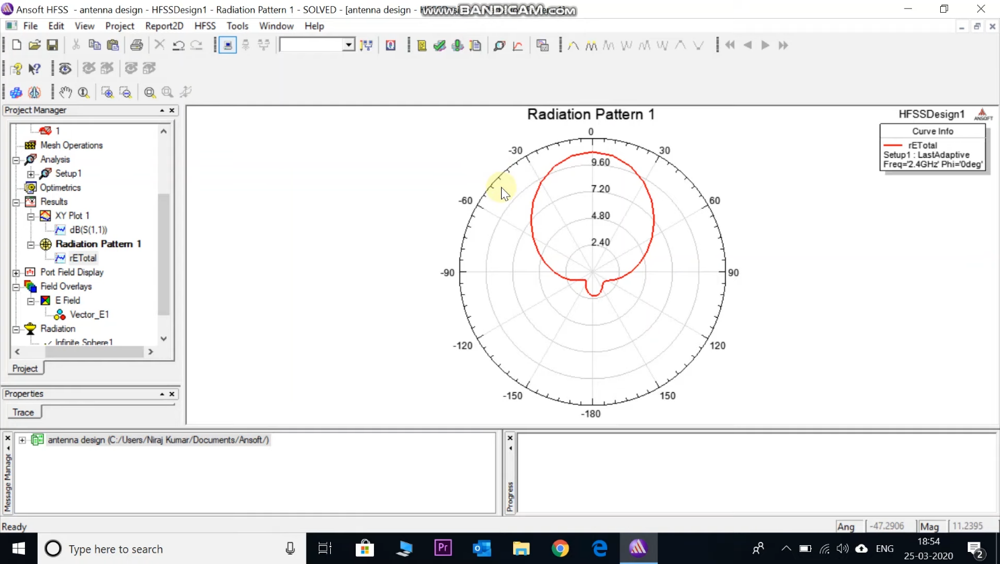 Ansoft HFSS - antenna design - HFSSDesign1 - Radiation Pattern 1 - SOLVED - [antenna design -
www.BANDICAM.com
File Edit View Project Report2D HFSS Tools Window Help
Project Manager
1
Mesh Operations
Analysis
Setup1
Optimetrics
Results
XY Plot 1
dB(S(1,1))
Radiation Pattern 1
rETotal
Port Field Display
Field Overlays
E Field
Vector_E1
Radiation
Infinite Sphere1
Project
Properties
Trace
Radiation Pattern 1
0
-30
30
9.60
7.20
-60
60
4.80
2.40
-90
90
-120
120
-150
150
-180
HFSSDesign1
ANSOFT
Curve Info
rETotal
Setup1 : LastAdaptive
Freq='2.4GHz' Phi='0deg'
Message Manage
antenna design (C:/Users/Niraj Kumar/Documents/Ansoft/)
Progress
Ready
Ang -47.2906 Mag 11.2395
Type here to search
Pr
ENG
18:54
25-03-2020
2